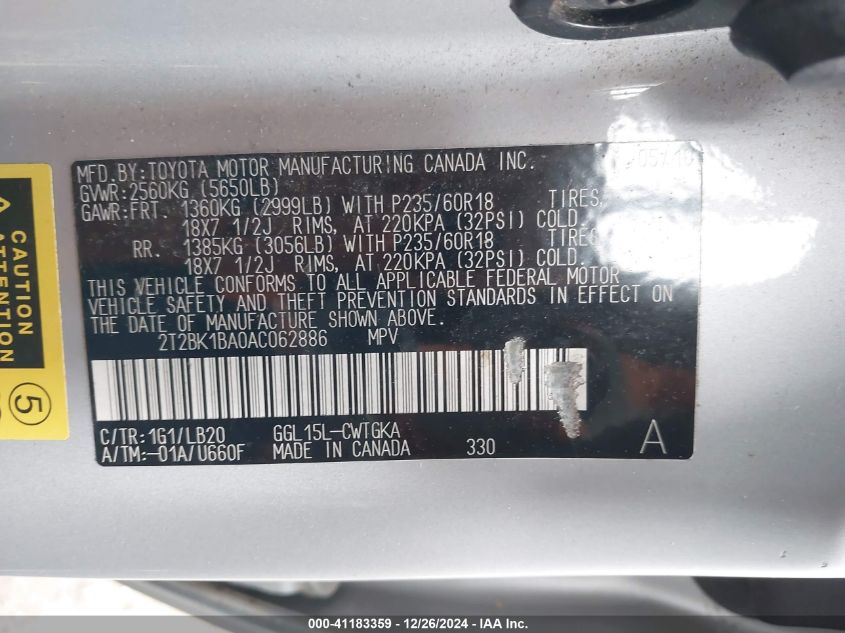 MFD.BY:TOYOTA MOTOR MANUFACTURING CANADA INC. 05/10
GVWR:2560KG (5650LB)
GAWR:FRT. 1360KG (2999LB) WITH P235/60R18 TIRES,
18X7 1/2J RIMS, AT 220KPA (32PSI) COLD.
RR. 1385KG (3056LB) WITH P235/60R18 TIRES
18X7 1/2J RIMS, AT 220KPA (32PSI) COLD.
THIS VEHICLE CONFORMS TO ALL APPLICABLE FEDERAL MOTOR
VEHICLE SAFETY AND THEFT PREVENTION STANDARDS IN EFFECT ON
THE DATE OF MANUFACTURE SHOWN ABOVE.
2T2BK1BA0AC062886 MPV
C/TR:1G1/LB20 GGL15L-CWTGKA
A/TM:-01A/U660F MADE IN CANADA 330 A
ATTENTION
5
000-41183359 - 12/26/2024 - IAA Inc.